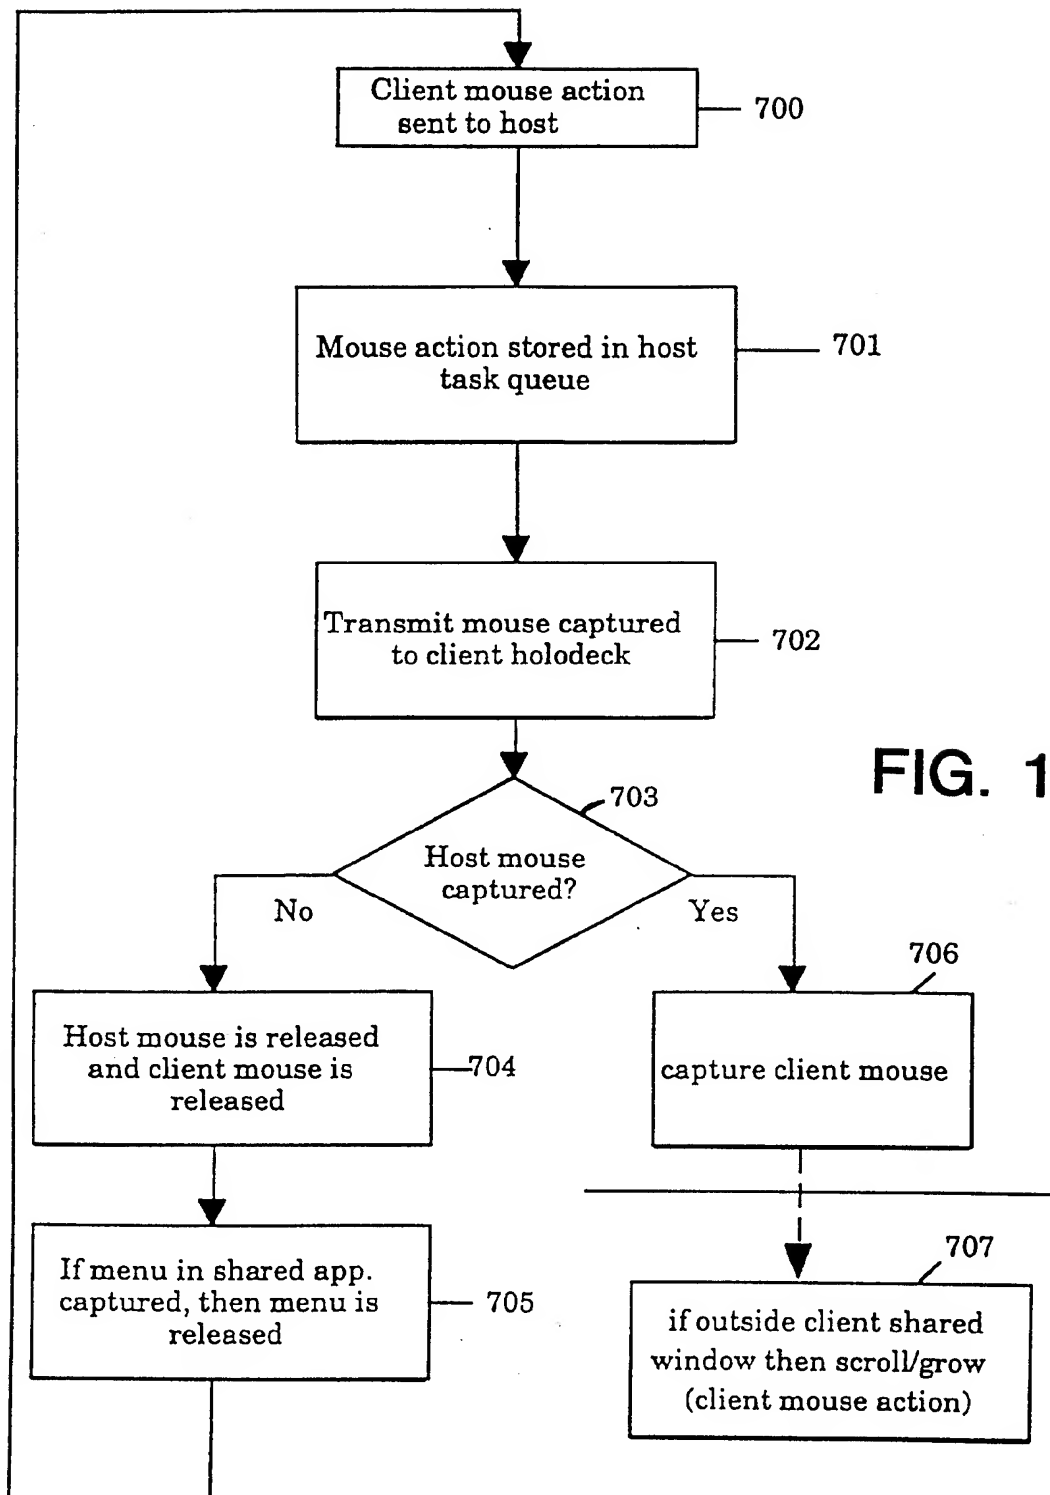 Client mouse action
sent to host
700
Mouse action stored in host
task queue
701
Transmit mouse captured
to client holodeck
702
FIG. 1
703
Host mouse
captured?
No
Yes
706
Host mouse is released
and client mouse is
released
704
capture client mouse
If menu in shared app.
captured, then menu is
released
705
707
if outside client shared
window then scroll/grow
(client mouse action)